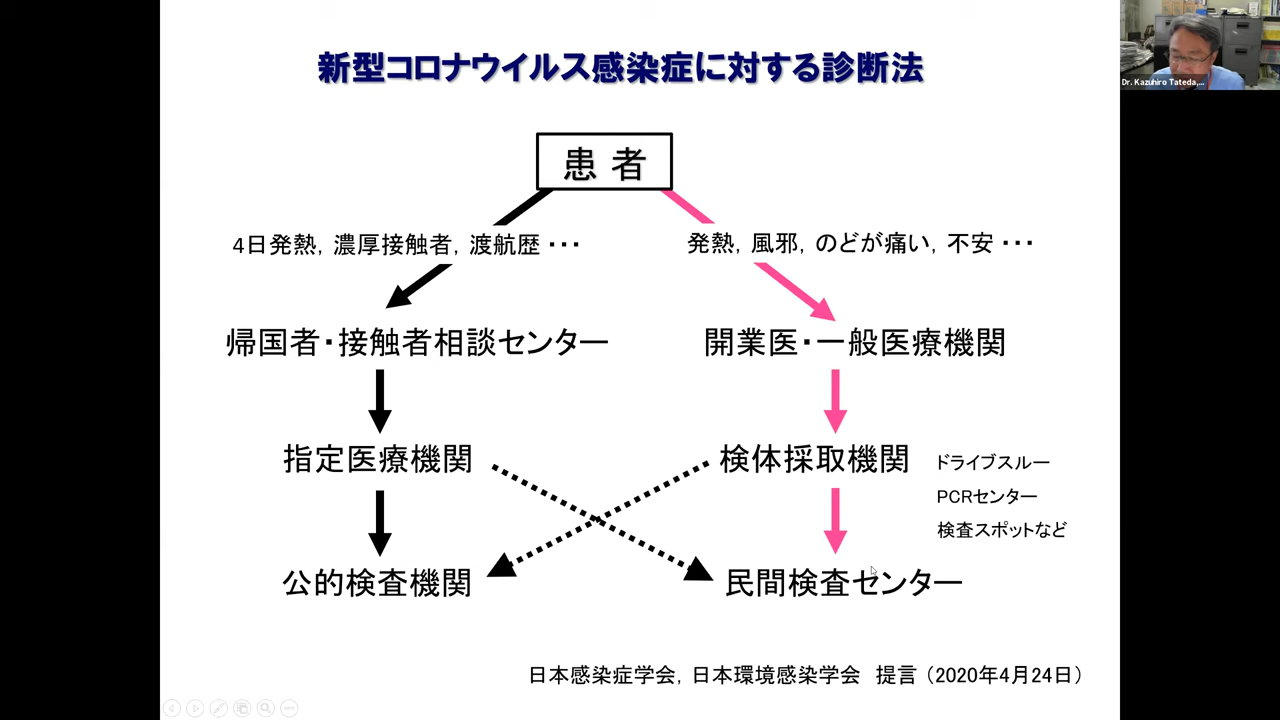 新型コロナウイルス感染症に対する診断法
Dr. Kazuhiro Tateda,...
患 者
4日発熱, 濃厚接触者, 渡航歴 ･･･
発熱, 風邪, のどが痛い, 不安 ･･･
帰国者・接触者相談センター
開業医・一般医療機関
指定医療機関
検体採取機関
ドライブスルー
PCRセンター
検査スポットなど
公的検査機関
民間検査センター
日本感染症学会, 日本環境感染学会 提言（2020年4月24日）